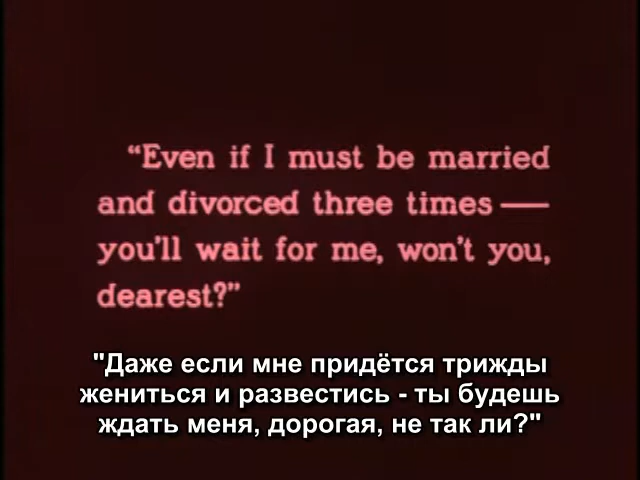 “Even if I must be married
and divorced three times —
you'll wait for me, won't you,
dearest?”
"Даже если мне придётся трижды
жениться и развестись - ты будешь
ждать меня, дорогая, не так ли?"